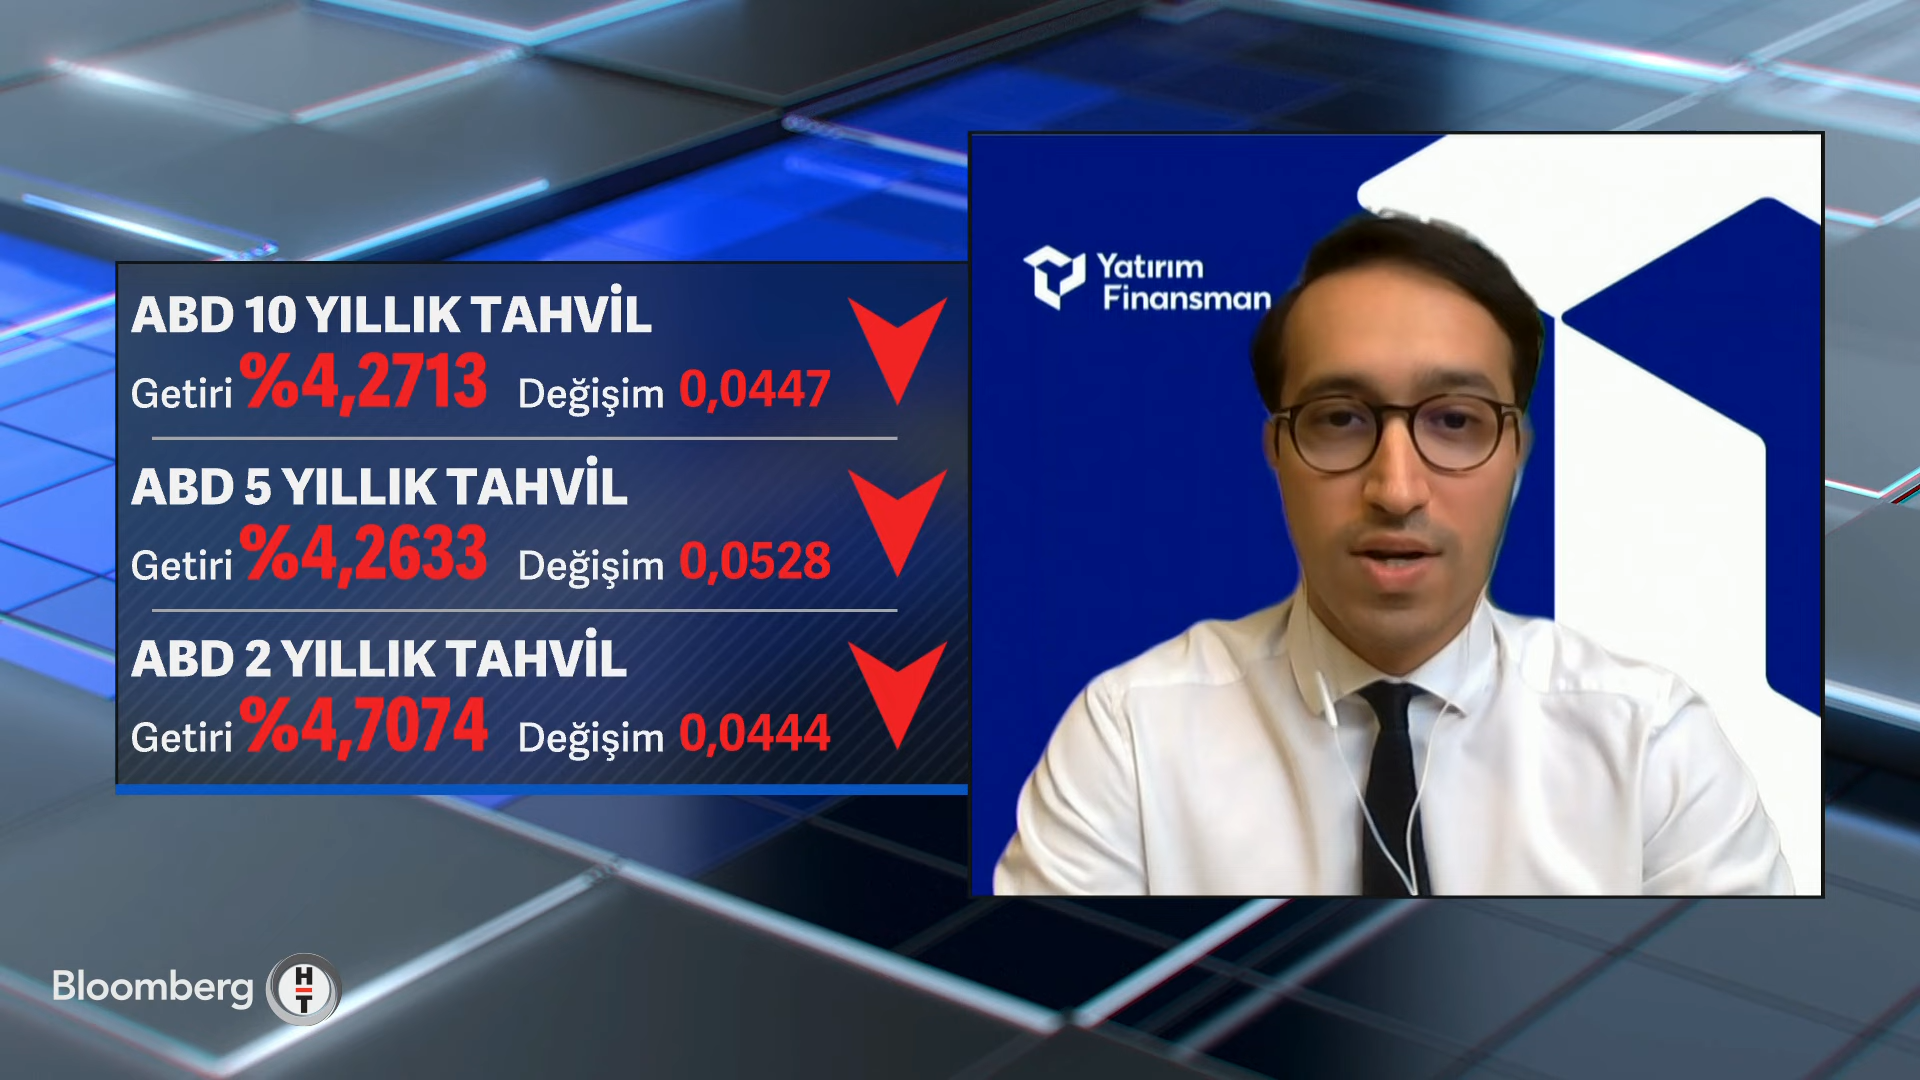 ABD 10 YILLIK TAHVİL
Getiri %4,2713 Değişim 0,0447
ABD 5 YILLIK TAHVİL
Getiri %4,2633 Değişim 0,0528
ABD 2 YILLIK TAHVİL
Getiri %4,7074 Değişim 0,0444
Yatırım
Finansman
Bloomberg HT